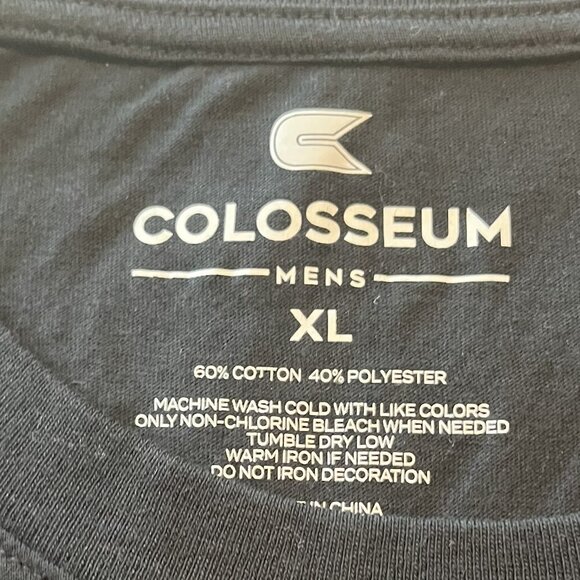 COLOSSEUM
MENS
XL
60% COTTON 40% POLYESTER
MACHINE WASH COLD WITH LIKE COLORS
ONLY NON-CHLORINE BLEACH WHEN NEEDED
TUMBLE DRY LOW
WARM IRON IF NEEDED
DO NOT IRON DECORATION
IN CHINA